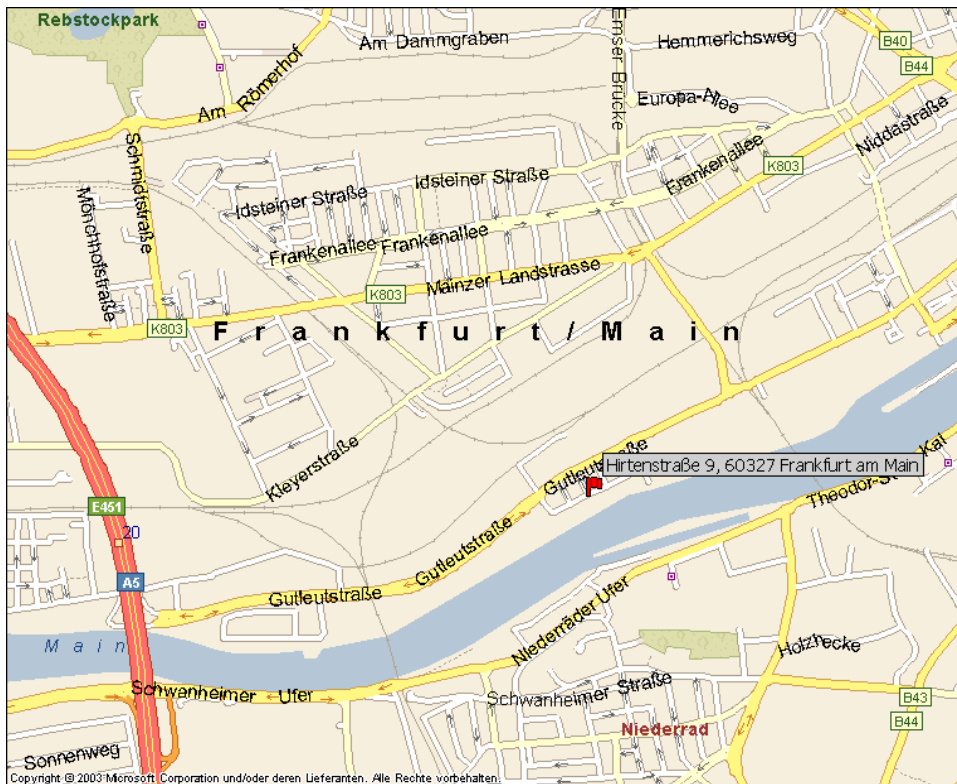 Rebstockpark
Am Dammgraben
Emser Brücke
Hemmerichsweg
B40
B44
Am Römerhof
Europa-Allee
Niddastraße
Schmidtstraße
Mönchhofstraße
Idsteiner Straße
Idsteiner Straße
Frankenallee
K803
Frankenallee
Frankenallee
Mainzer Landstrasse
K803
K803
Frankfurt/Main
Kleyerstraße
Gutleutstraße
Hirtenstraße 9, 60327 Frankfurt am Main
E451
20
A5
Gutleutstraße
Gutleutstraße
Main
Niederräder Ufer
Holzhecke
Schwanheimer Ufer
Schwanheimer Straße
B43
B44
Niederrad
Sonnenweg
Copyright © 2003 Microsoft Corporation und/oder deren Lieferanten. Alle Rechte vorbehalten.